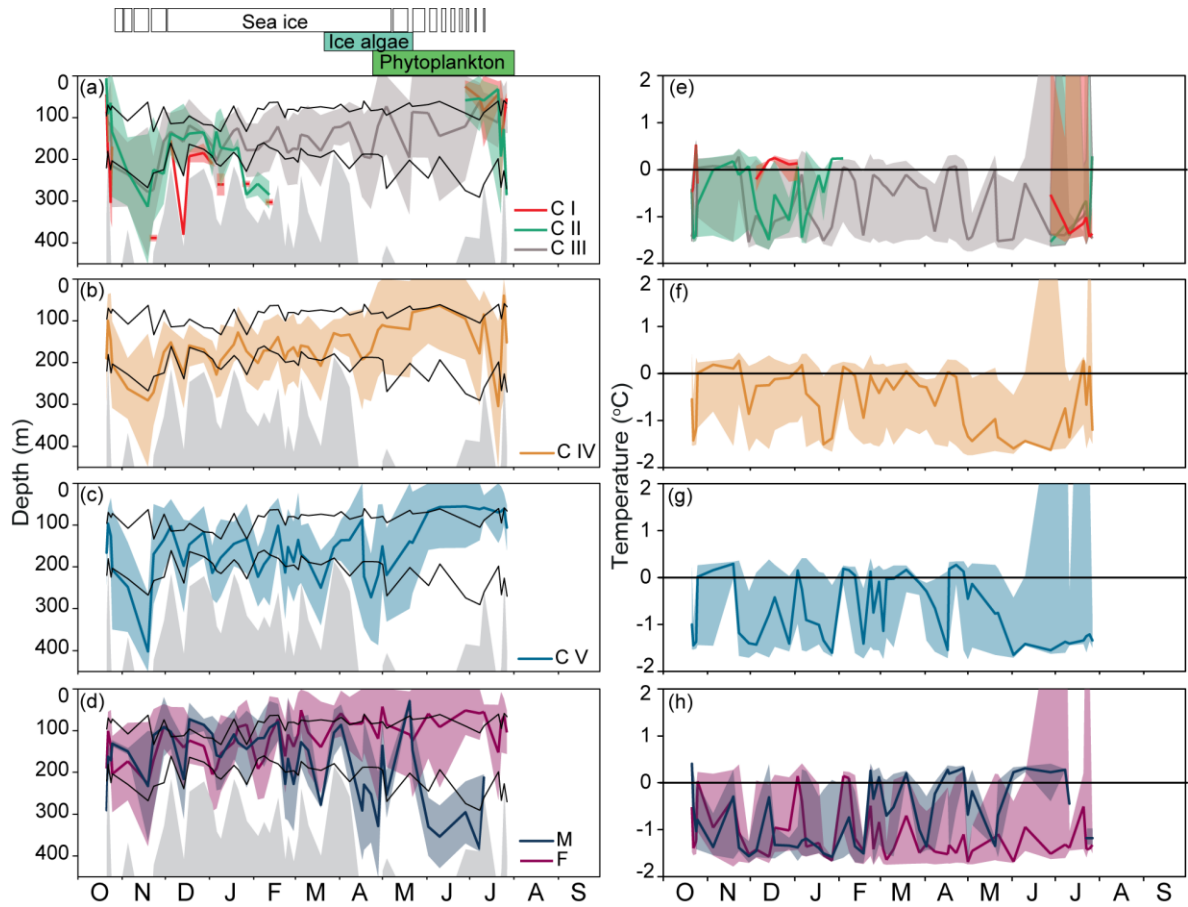 Sea ice
Ice algae
Phytoplankton
(a)
0
100
200
300
400
C I
C II
C III
(e)
2
1
0
-1
-2
(b)
0
100
200
300
400
C IV
(f)
2
1
0
-1
-2
Depth (m)
Temperature (°C)
(c)
0
100
200
300
400
C V
(g)
2
1
0
-1
-2
(d)
0
100
200
300
400
M
F
(h)
2
1
0
-1
-2
O N D J F M A M J J A S
O N D J F M A M J J A S